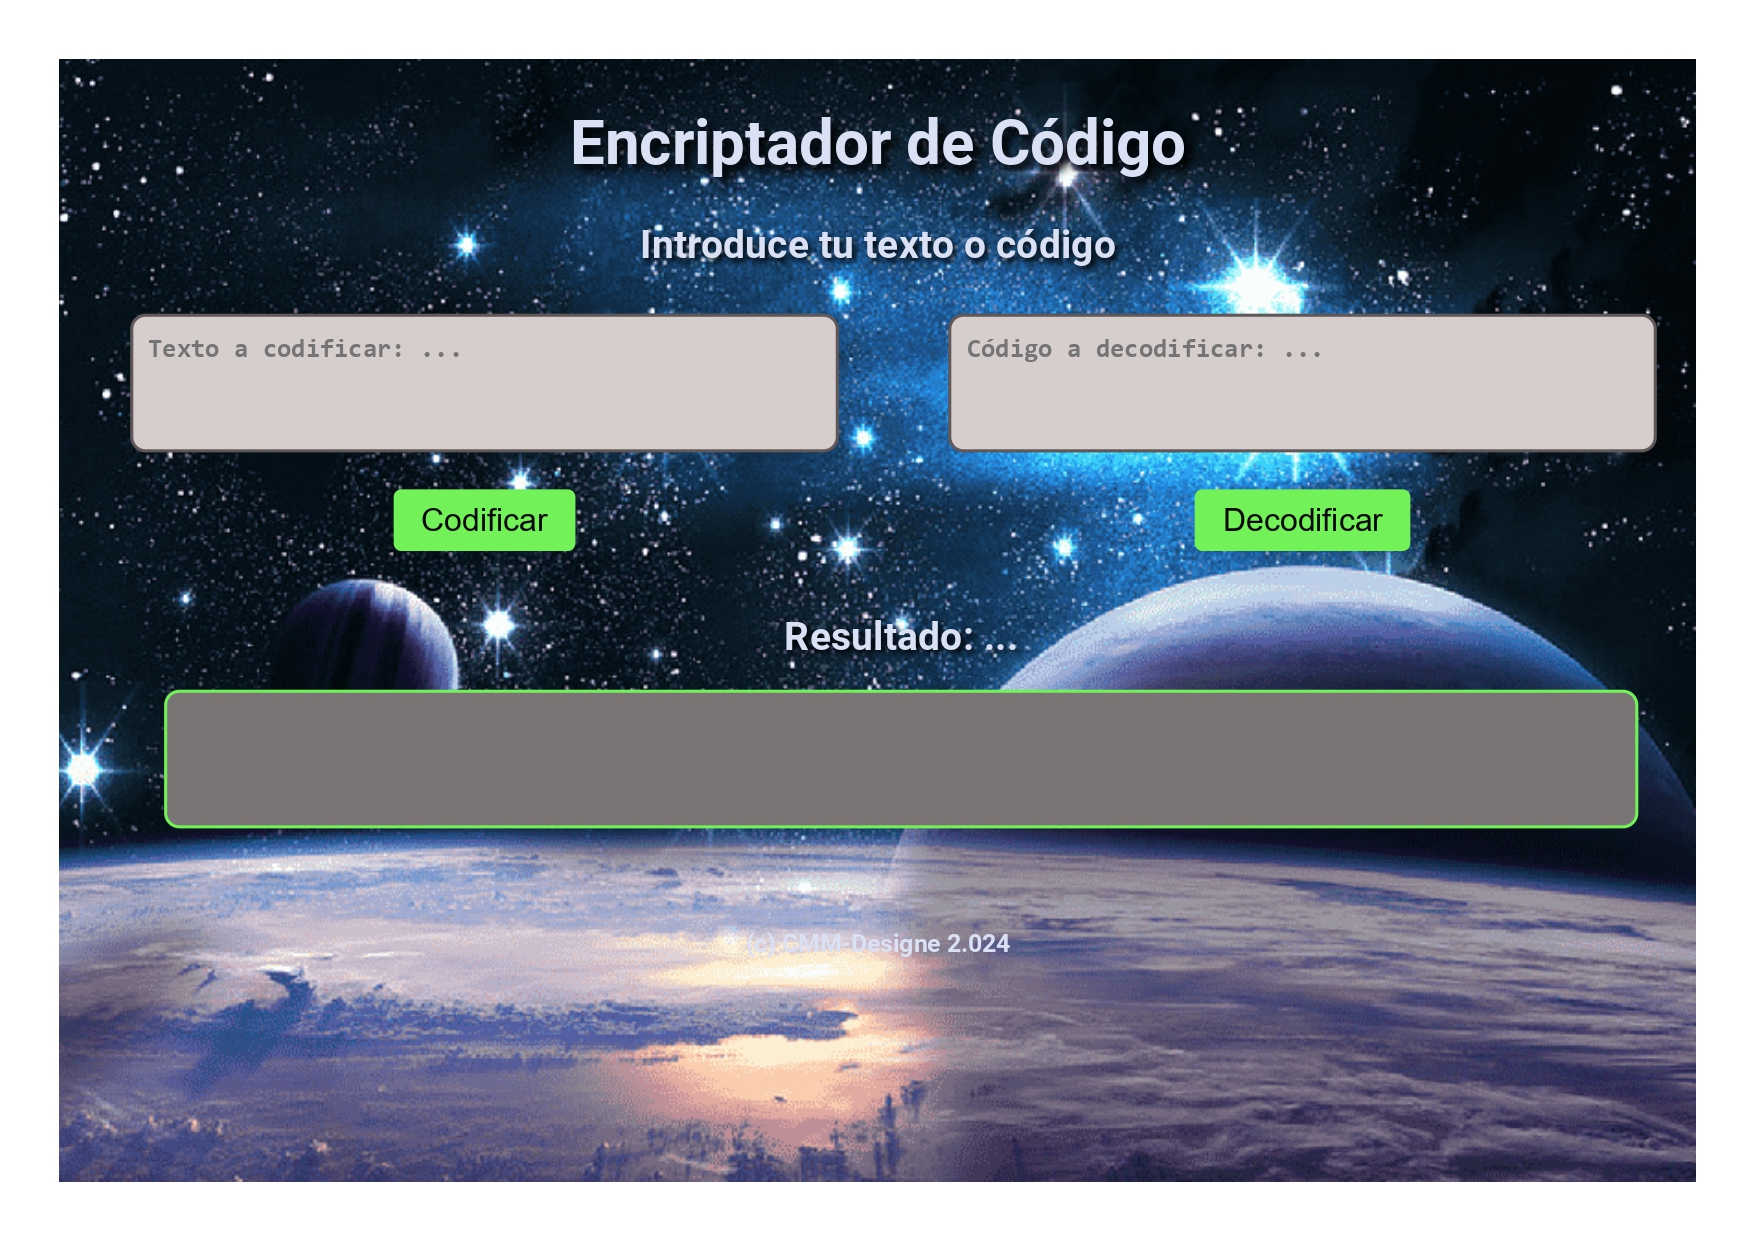 Encriptador de Código
Introduce tu texto o código
Texto a codificar: ...
Código a decodificar: ...
Codificar
Decodificar
Resultado: ...
(c) CMM-Designe 2.024